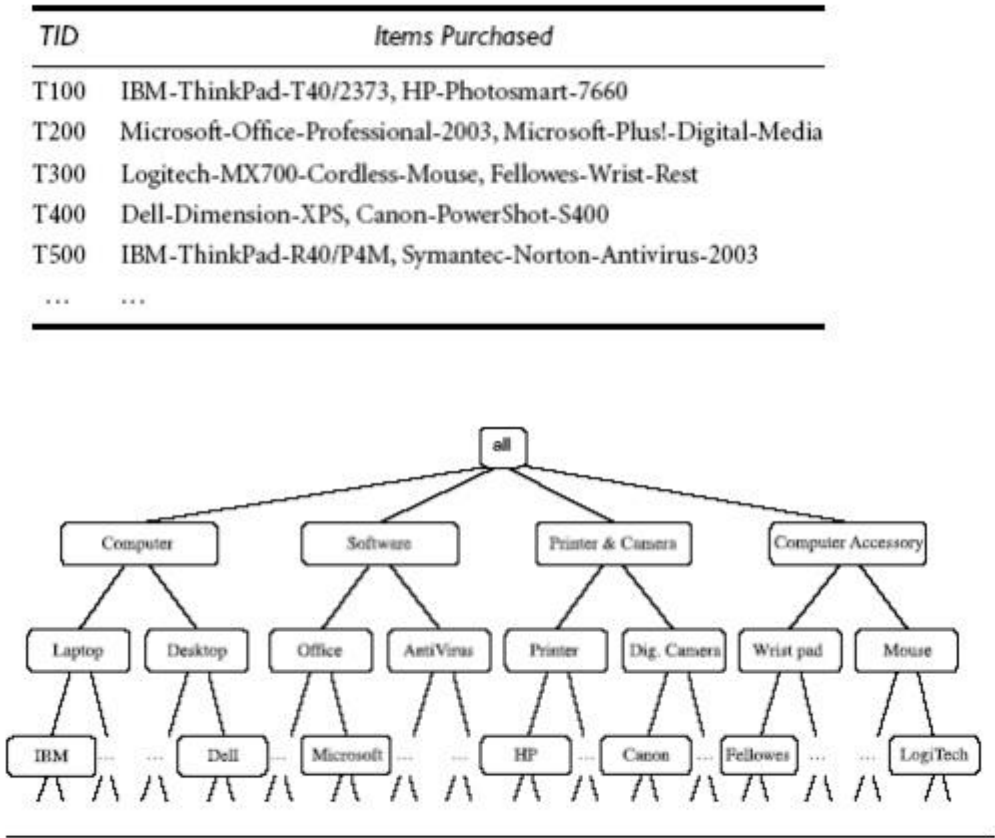 TID Items Purchased
T100 IBM-ThinkPad-T40/2373, HP-Photosmart-7660
T200 Microsoft-Office-Professional-2003, Microsoft-Plus!-Digital-Media
T300 Logitech-MX700-Cordless-Mouse, Fellowes-Wrist-Rest
T400 Dell-Dimension-XPS, Canon-PowerShot-S400
T500 IBM-ThinkPad-R40/P4M, Symantec-Norton-Antivirus-2003
... ...
all
Computer Software Printer & Camera Computer Accessory
Laptop Desktop Office AntiVirus Printer Dig. Camera Wrist pad Mouse
IBM ... ... Dell ... Microsoft ... ... HP ... Canon ... Fellowes ... ... LogiTech